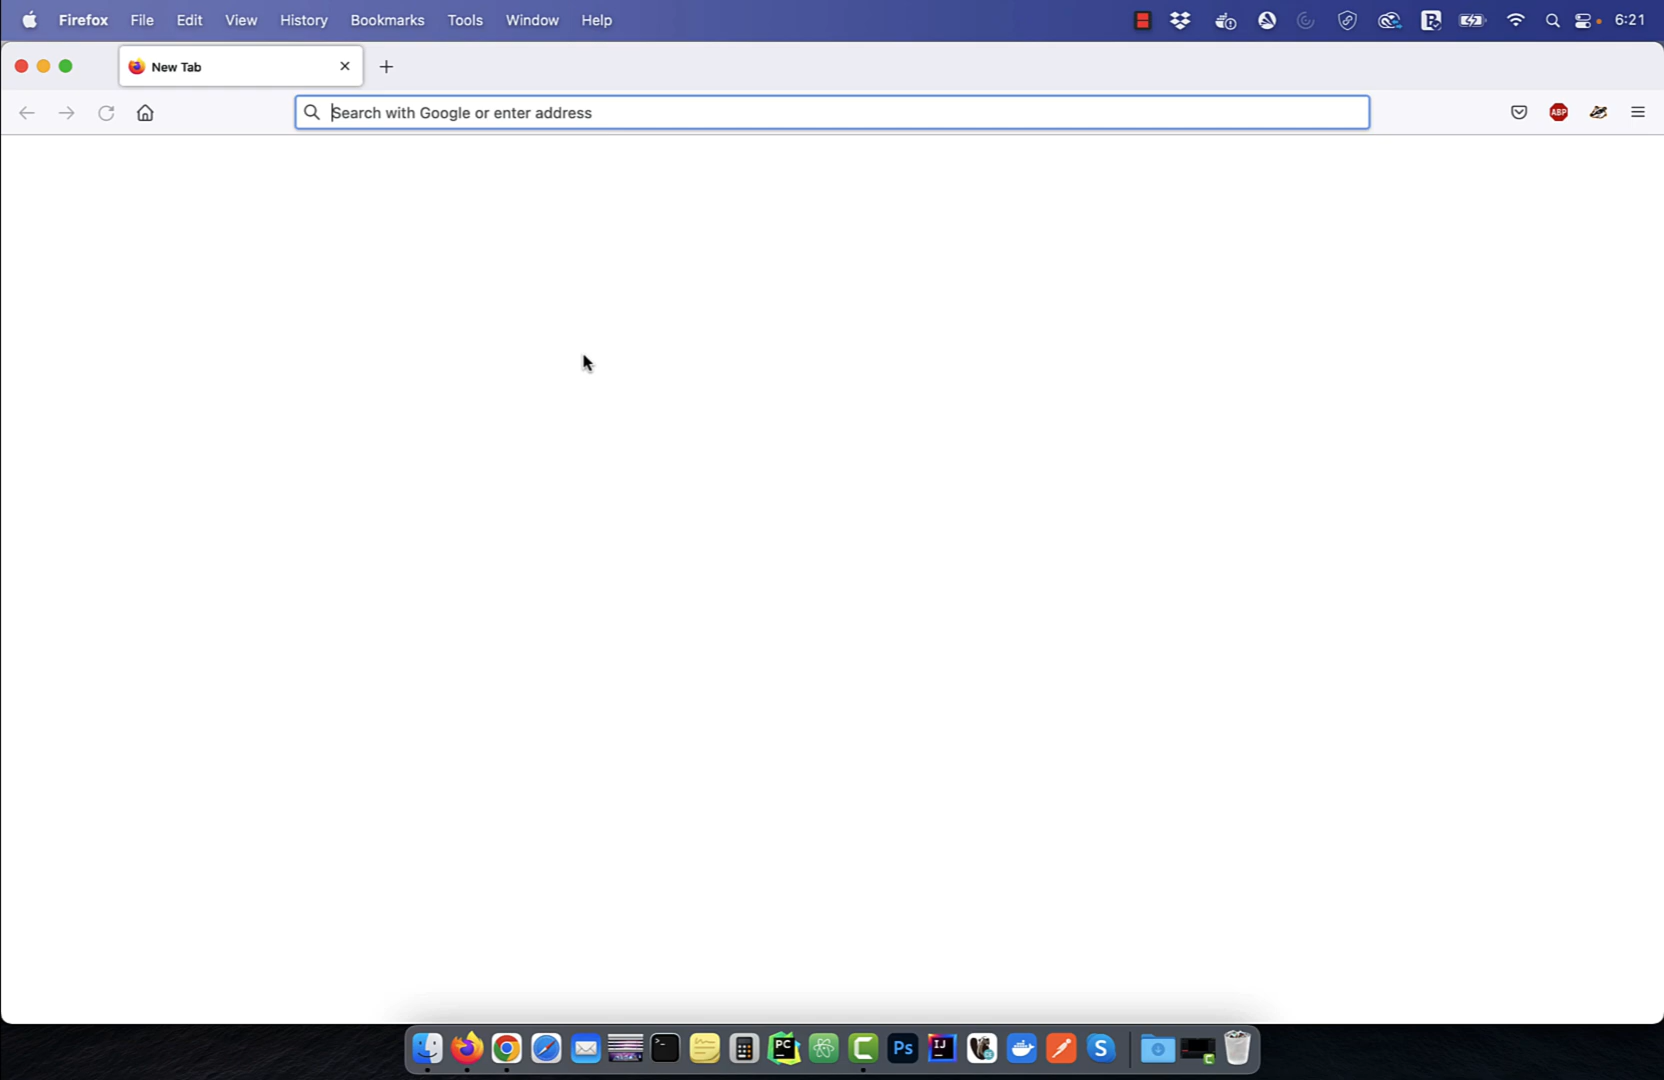 Firefox File Edit View History Bookmarks Tools Window Help 6:21
New Tab
Search with Google or enter address
ABP
PC Ps IJ